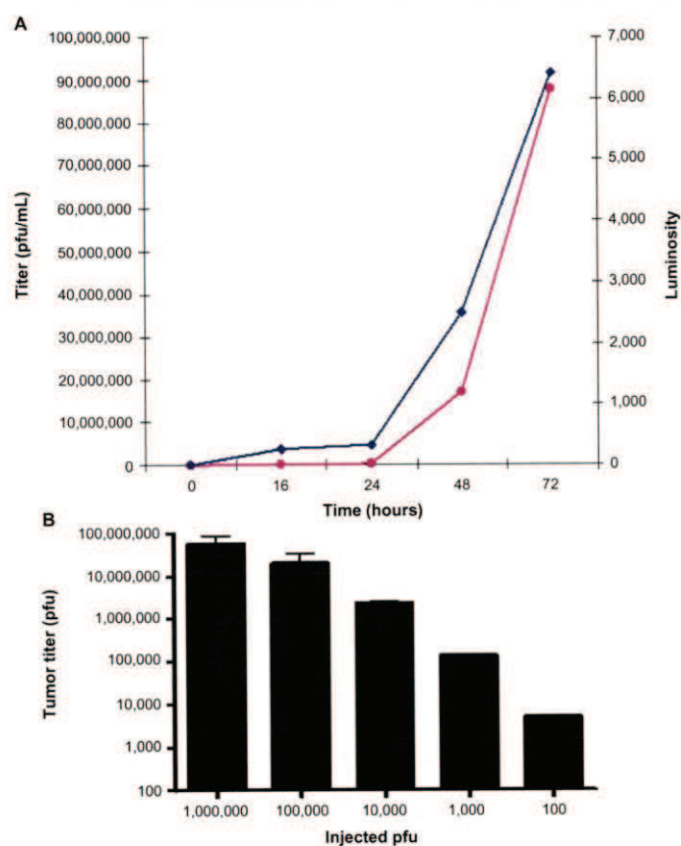 A
100,000,000
90,000,000
80,000,000
70,000,000
60,000,000
50,000,000
40,000,000
30,000,000
20,000,000
10,000,000
0
Titer (pfu/mL)
7,000
6,000
5,000
4,000
3,000
2,000
1,000
0
Luminosity
0 16 24 48 72
Time (hours)
B
100,000,000
10,000,000
1,000,000
100,000
10,000
1,000
100
Tumor titer (pfu)
1,000,000 100,000 10,000 1,000 100
Injected pfu